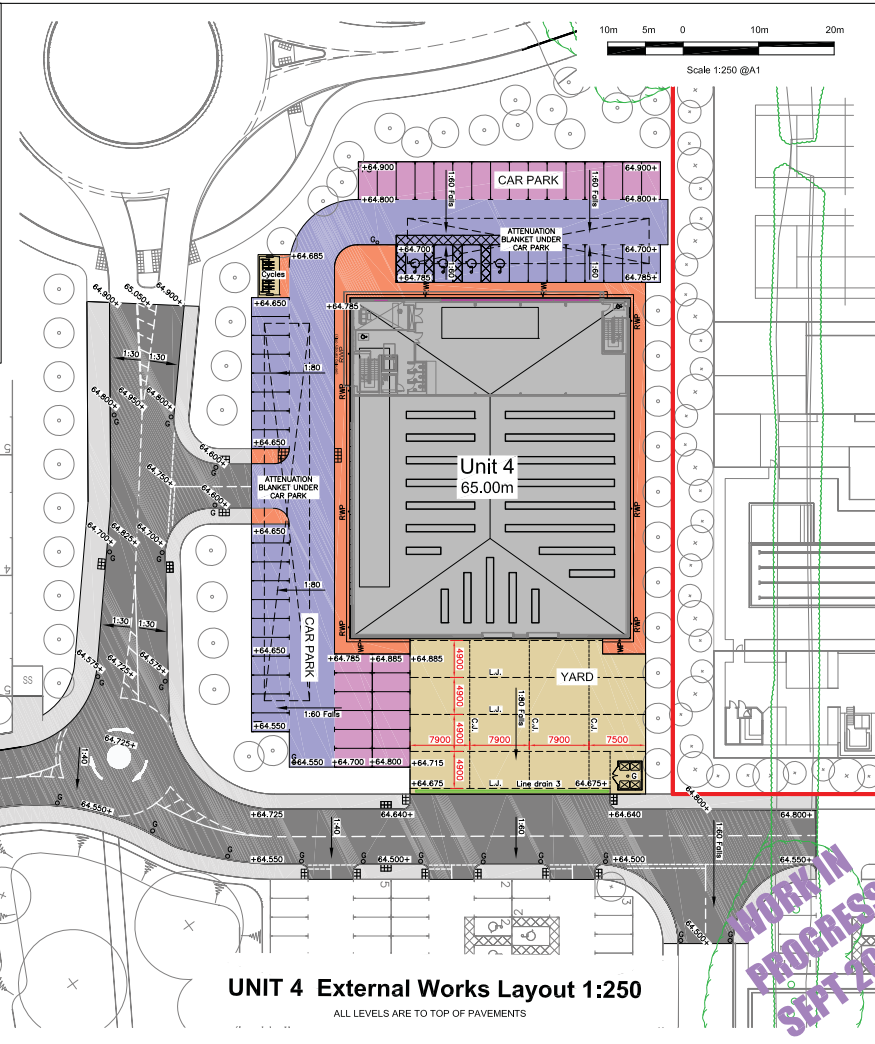 10m 5m 0 10m 20m
Scale 1:250 @A1
+64.900
CAR PARK
64.900+
+64.800
1:60 Falls
1:60 Falls
64.800+
G
ATTENUATION
BLANKET UNDER
CAR PARK
+64.685
+64.700
64.700+
+64.785
1:60
1:60
64.785+
Cycles
64.900+
65.050+
64.900+
+64.650
+64.785
RWP
RWP
1:30
1:30
1:80
64.800+
64.950+
64.800+
G
G
RWP
RWP
+64.650
64.600+
G
Unit 4
65.00m
64.750+
ATTENUATION
BLANKET UNDER
CAR PARK
64.600+
G
RWP
RWP
64.700+
64.825+
64.700+
G
G
+64.650
1:80
1:30
1:30
CAR PARK
RWP
RWP
+64.650
+64.785
+64.885
+64.885
4900
YARD
SS
64.575+
64.725+
64.575+
G
G
L.J.
4900
L.J.
1:60 Falls
1:80 Falls
+64.550
C.J.
C.J.
C.J.
4900
7900
7900
7900
7500
64.725+
1:40
G
+64.550
+64.700
+64.800
+64.715
4900
G
+64.675
L.J.
Line drain 3
64.675+
64.550+
G
G
64.800+
+64.725
64.640+
+64.640
64.800+
1:40
1:60
1:60 Falls
G
+64.550
G
64.500+
G
G
G
+64.500
G
64.550+
5
2
3
2
2
64.500+
G
G
WORK IN
PROGRESS
SEPT 20
UNIT 4 External Works Layout 1:250
ALL LEVELS ARE TO TOP OF PAVEMENTS